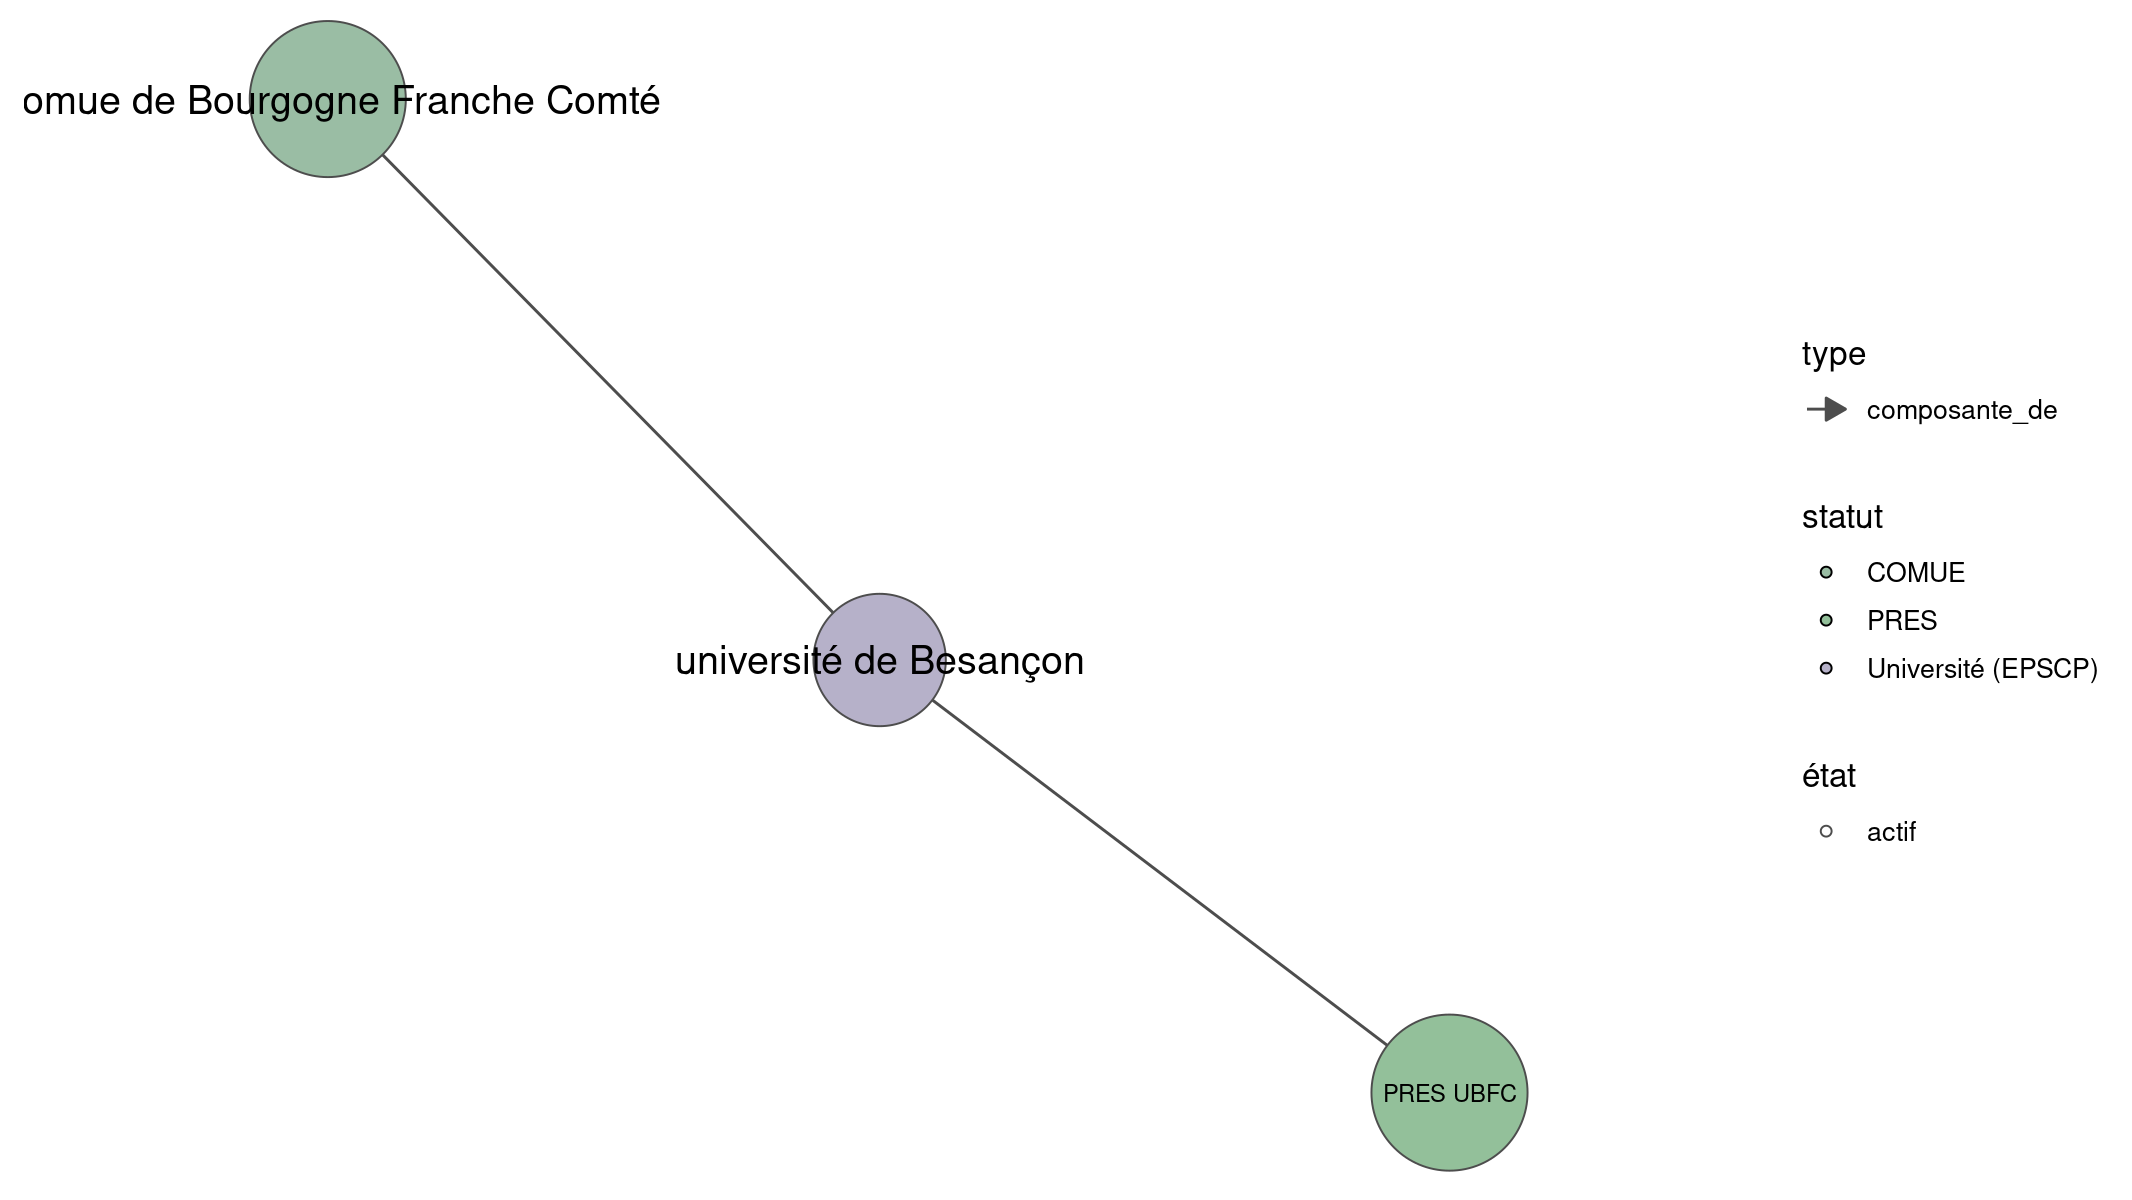 omue de Bourgogne Franche Comté
université de Besançon
PRES UBFC
type
composante_de
statut
COMUE
PRES
Université (EPSCP)
état
actif